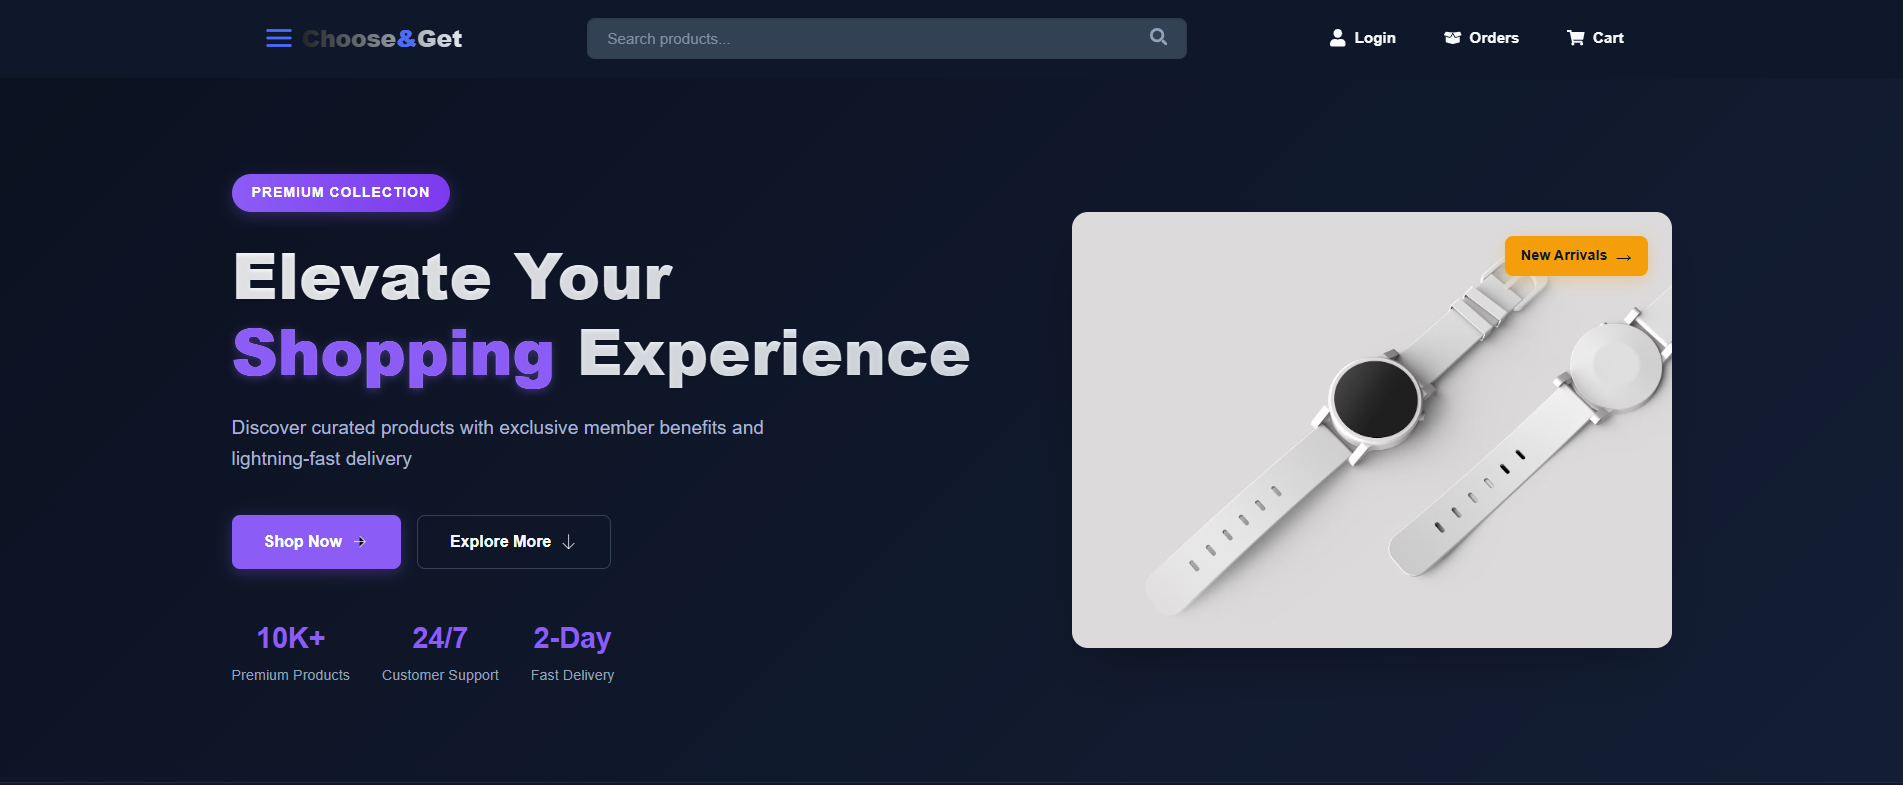 Choose&Get
Search products...
Login
Orders
Cart
PREMIUM COLLECTION
Elevate Your
Shopping Experience
Discover curated products with exclusive member benefits and
lightning-fast delivery
Shop Now →
Explore More ↓
10K+
Premium Products
24/7
Customer Support
2-Day
Fast Delivery
New Arrivals →